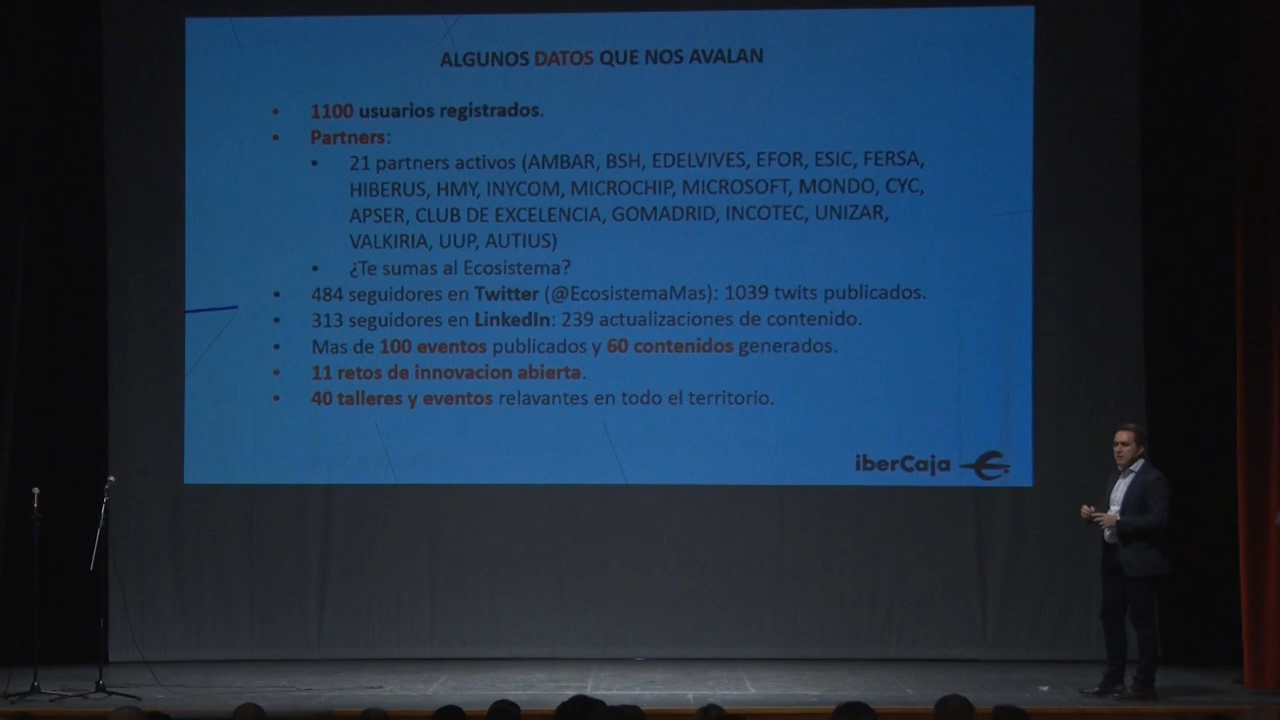 ALGUNOS DATOS QUE NOS AVALAN
• 1100 usuarios registrados.
• Partners:
• 21 partners activos (AMBAR, BSH, EDELVIVES, EFOR, ESIC, FERSA,
HIBERUS, HMY, INYCOM, MICROCHIP, MICROSOFT, MONDO, CYC,
APSER, CLUB DE EXCELENCIA, GOMADRID, INCOTEC, UNIZAR,
VALKIRIA, UUP, AUTIUS)
• ¿Te sumas al Ecosistema?
• 484 seguidores en Twitter (@EcosistemaMas): 1039 twits publicados.
• 313 seguidores en LinkedIn: 239 actualizaciones de contenido.
• Mas de 100 eventos publicados y 60 contenidos generados.
• 11 retos de innovacion abierta.
• 40 talleres y eventos relavantes en todo el territorio.
iberCaja